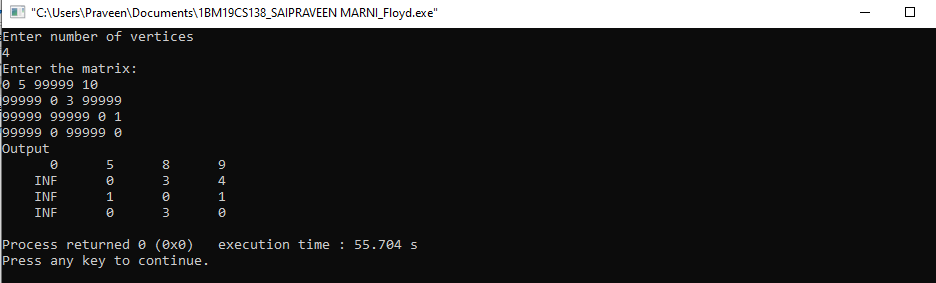 "C:\Users\Praveen\Documents\1BM19CS138_SAIPRAVEEN MARNI_Floyd.exe"
Enter number of vertices
4
Enter the matrix:
0 5 99999 10
99999 0 3 99999
99999 99999 0 1
99999 0 99999 0
Output
      0      5      8      9
    INF      0      3      4
    INF      1      0      1
    INF      0      3      0
Process returned 0 (0x0)   execution time : 55.704 s
Press any key to continue.